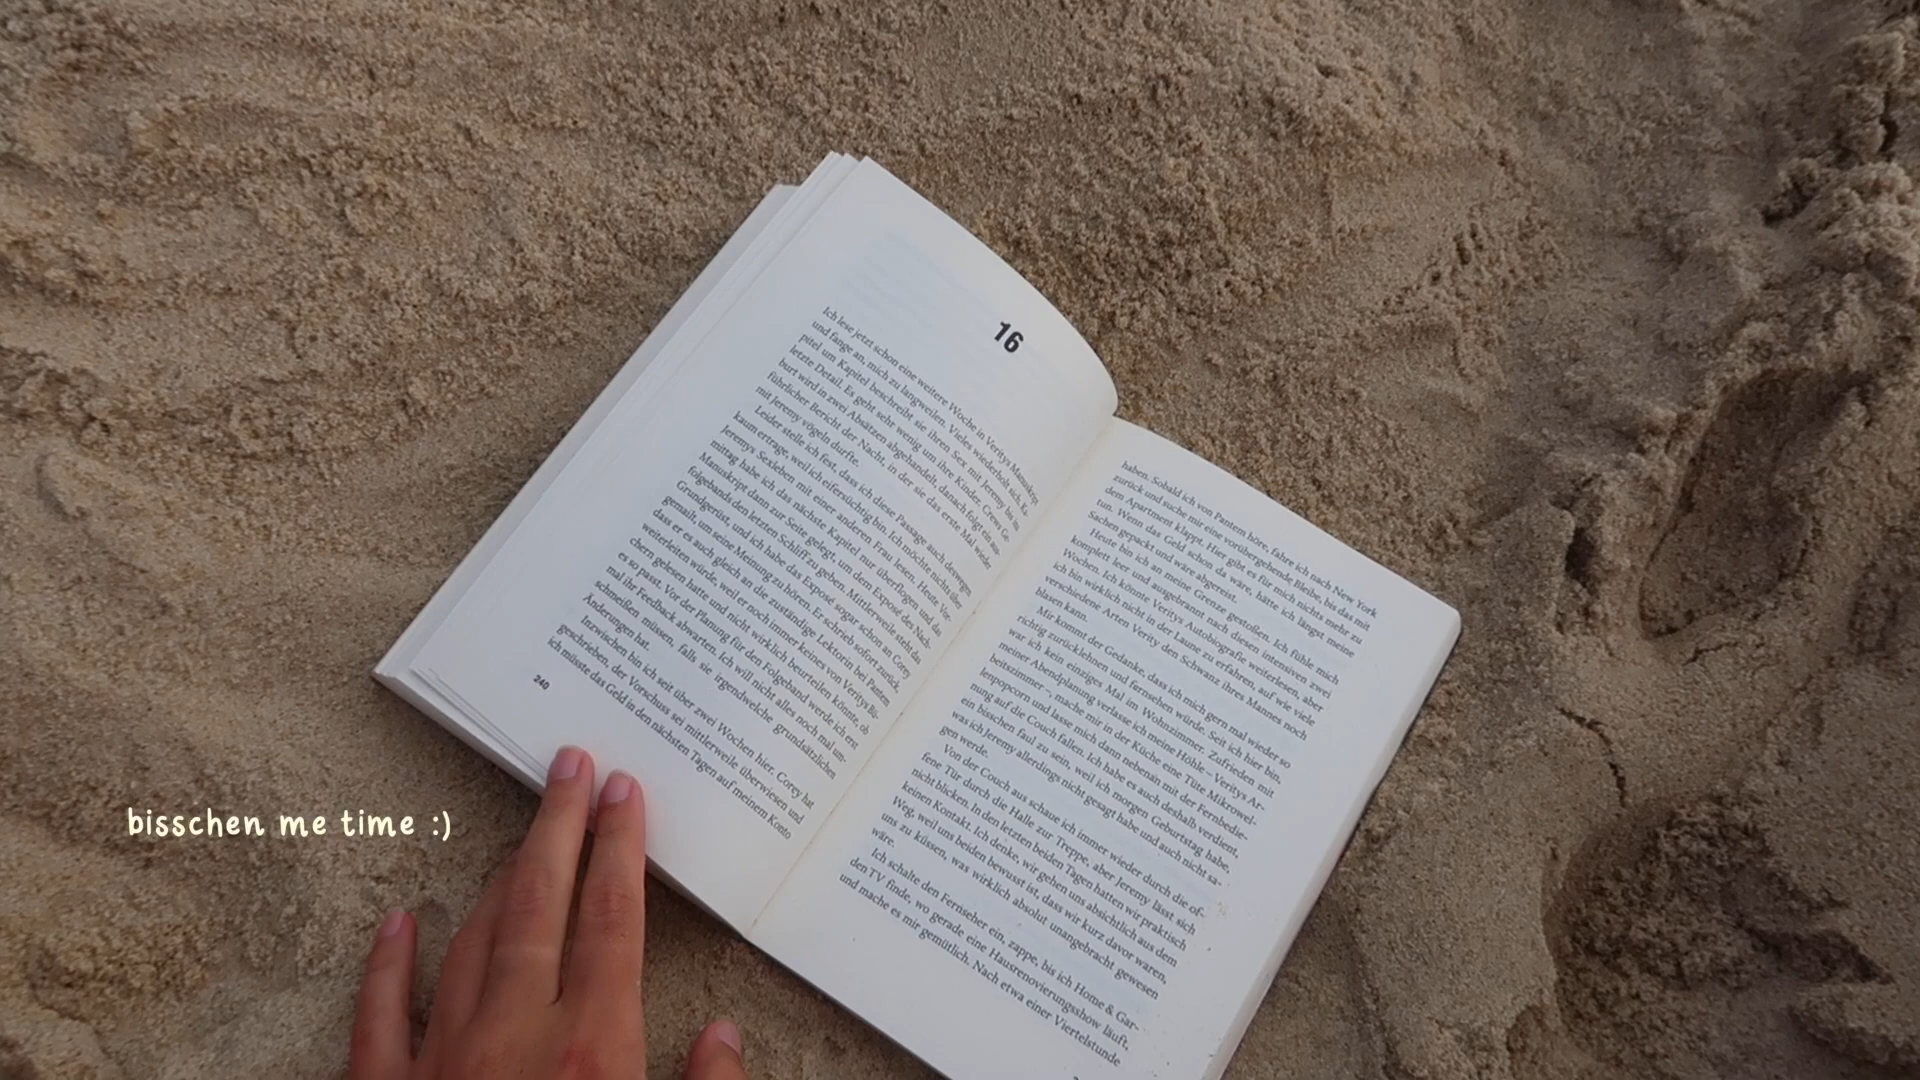 16
Ich lese jetzt schon eine weitere Woche in Veritys Manuskript
und fange an, mich zu langweilen. Vieles wiederholt sich. Ka-
pitel um Kapitel beschreibt sie ihren Sex mit Jeremy bis ins
letzte Detail. Es geht sehr wenig um ihre Kinder. Crews Ge-
burt wird in zwei Absätzen abgehandelt, danach folgt ein aus-
führlicher Bericht der Nacht, in der sie das erste Mal wieder
mit Jeremy vögeln durfte.
Leider stelle ich fest, dass ich diese Passage auch deswegen
kaum ertrage, weil ich eifersüchtig bin. Ich möchte nichts über
Jeremys Sexleben mit einer anderen Frau lesen. Heute Vor-
mittag habe ich das nächste Kapitel nur überflogen und das
Manuskript dann zur Seite gelegt, um dem Exposé des Nach-
folgebands den letzten Schliff zu geben. Mittlerweile steht das
Grundgerüst, und ich habe das Exposé sogar schon an Corey
gemailt, um seine Meinung zu hören. Er schrieb sofort zurück,
dass er es auch gleich an die zuständige Lektorin bei Pantem
weiterleiten würde, weil er noch immer keines von Veritys Bü-
chern gelesen hatte und nicht wirklich beurteilen könnte, ob
es so passt. Vor der Planung für den Folgeband werde ich erst
mal ihr Feedback abwarten. Ich will nicht alles noch mal um-
schmeißen müssen, falls sie irgendwelche grundsätzlichen
Änderungen hat.
Inzwischen bin ich seit über zwei Wochen hier. Corey hat
geschrieben, der Vorschuss sei mittlerweile überwiesen und
ich müsste das Geld in den nächsten Tagen auf meinem Konto
240
haben. Sobald ich von Pantem höre, fahre ich nach New York
zurück und suche mir eine vorübergehende Bleibe, bis das mit
dem Apartment klappt. Hier gibt es für mich nichts mehr zu
tun. Wenn das Geld schon da wäre, hätte ich längst meine
Sachen gepackt und wäre abgereist.
Heute bin ich an meine Grenze gestoßen. Ich fühle mich
komplett leer und ausgebrannt nach diesen intensiven zwei
Wochen. Ich könnte Veritys Autobiografie weiterlesen, aber
ich bin wirklich nicht in der Laune zu erfahren, auf wie viele
verschiedene Arten Verity den Schwanz ihres Mannes noch
blasen kann.
Mir kommt der Gedanke, dass ich mich gern mal wieder so
richtig zurücklehnen und fernsehen würde. Seit ich hier bin,
war ich kein einziges Mal im Wohnzimmer. Zufrieden mit
meiner Abendplanung verlasse ich meine Höhle – Veritys Ar-
beitszimmer –, mache mir in der Küche eine Tüte Mikrowel-
lenpopcorn und lasse mich dann nebenan mit der Fernbedie-
nung auf die Couch fallen. Ich habe es auch deshalb verdient,
ein bisschen faul zu sein, weil ich morgen Geburtstag habe,
was ich Jeremy allerdings nicht gesagt habe und auch nicht sa-
gen werde.
Von der Couch aus schaue ich immer wieder durch die of-
fene Tür durch die Halle zur Treppe, aber Jeremy lässt sich
nicht blicken. In den letzten beiden Tagen hatten wir praktisch
keinen Kontakt. Ich denke, wir gehen uns absichtlich aus dem
Weg, weil uns beiden bewusst ist, dass wir kurz davor waren,
uns zu küssen, was wirklich absolut unangebracht gewesen
wäre.
Ich schalte den Fernseher ein, zappe, bis ich Home & Gar-
den TV finde, wo gerade eine Hausrenovierungsshow läuft,
und mache es mir gemütlich. Nach etwa einer Viertelstunde
bisschen me time :)